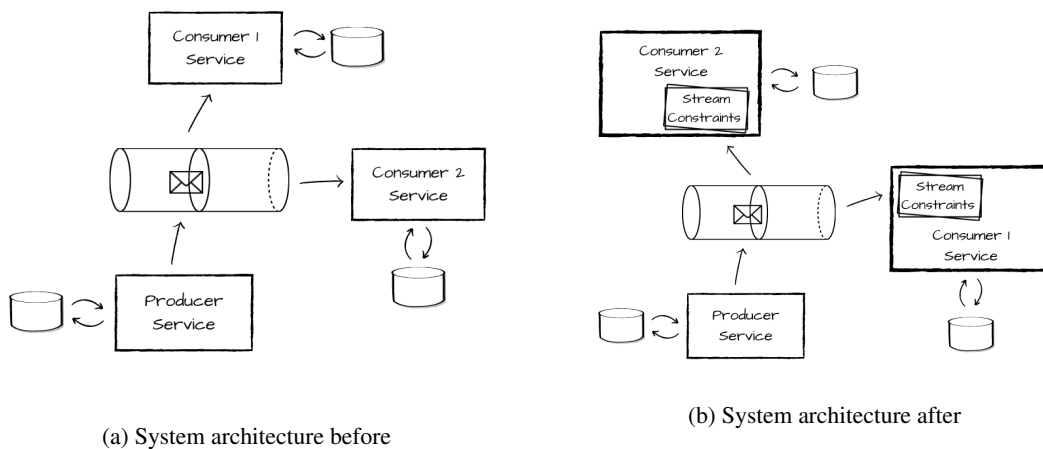 Consumer 1
Service
Consumer 2
Service
Producer
Service
(a) System architecture before
Consumer 2
Service
Stream
Constraints
Stream
Constraints
Consumer 1
Service
Producer
Service
(b) System architecture after